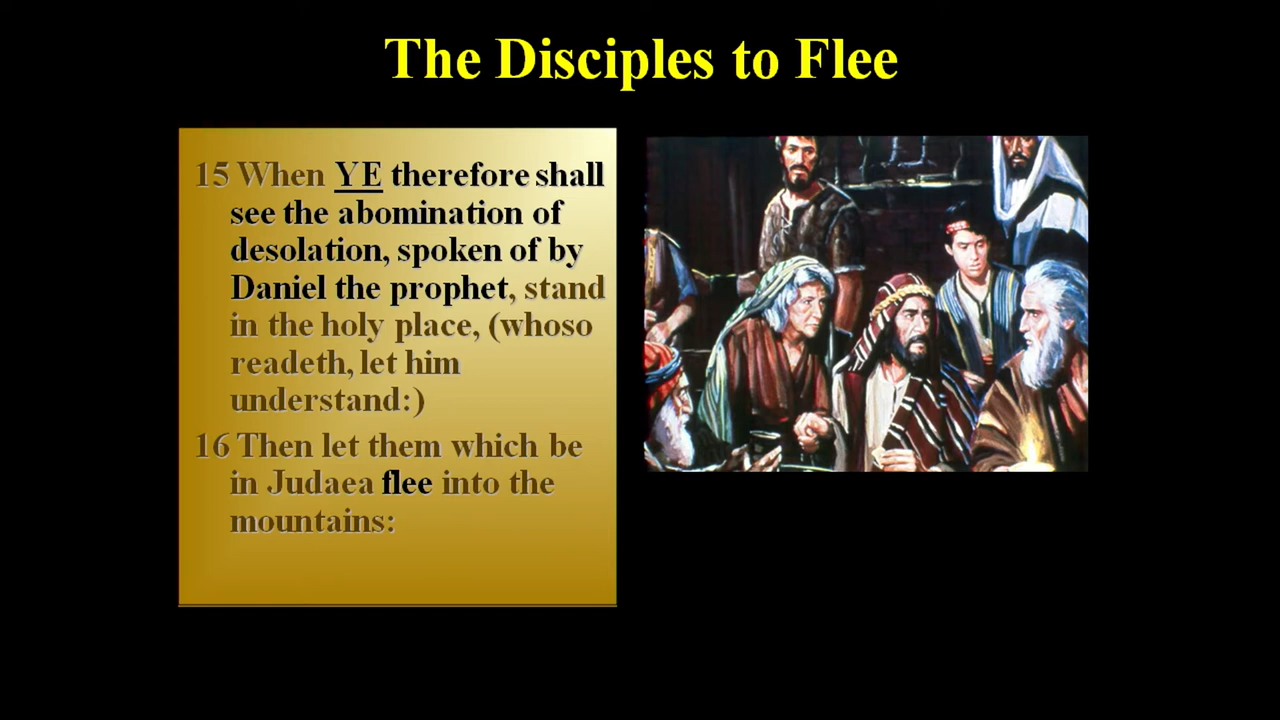 The Disciples to Flee
15 When YE therefore shall
see the abomination of
desolation, spoken of by
Daniel the prophet, stand
in the holy place, (whoso
readeth, let him
understand:)
16 Then let them which be
in Judaea flee into the
mountains: